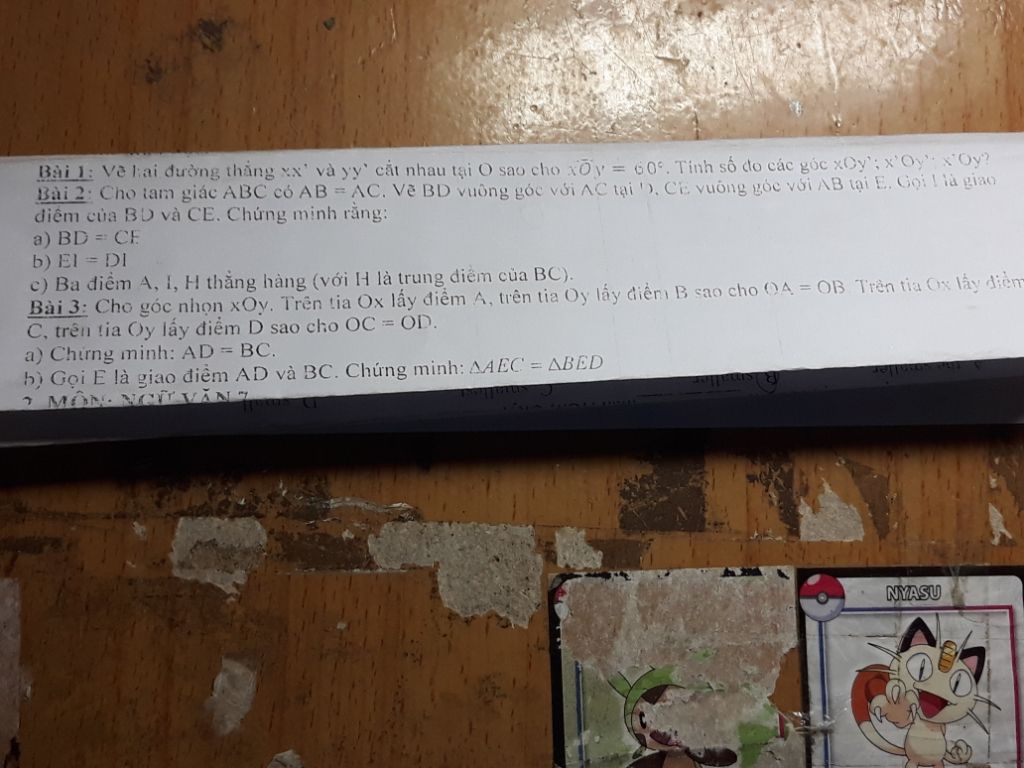 Bài 1: Vẽ hai đường thẳng xx' và yy' cắt nhau tại O sao cho xOy = 60°. Tính số đo các góc xOy'; x'Oy'; x'Oy?
Bài 2: Cho tam giác ABC có AB = AC. Vẽ BD vuông góc với AC tại D, CE vuông góc với AB tại E. Gọi I là giao
điểm của BD và CE. Chứng minh rằng:
a) BD = CE
b) EI = DI
c) Ba điểm A, I, H thẳng hàng (với H là trung điểm của BC).
Bài 3: Cho góc nhọn xOy. Trên tia Ox lấy điểm A, trên tia Oy lấy điểm B sao cho OA = OB. Trên tia Ox lấy điểm
C, trên tia Oy lấy điểm D sao cho OC = OD.
a) Chứng minh: AD = BC.
b) Gọi E là giao điểm AD và BC. Chứng minh: ΔAEC = ΔBED
2. MÔN: NGỮ VĂN 7
NYASU